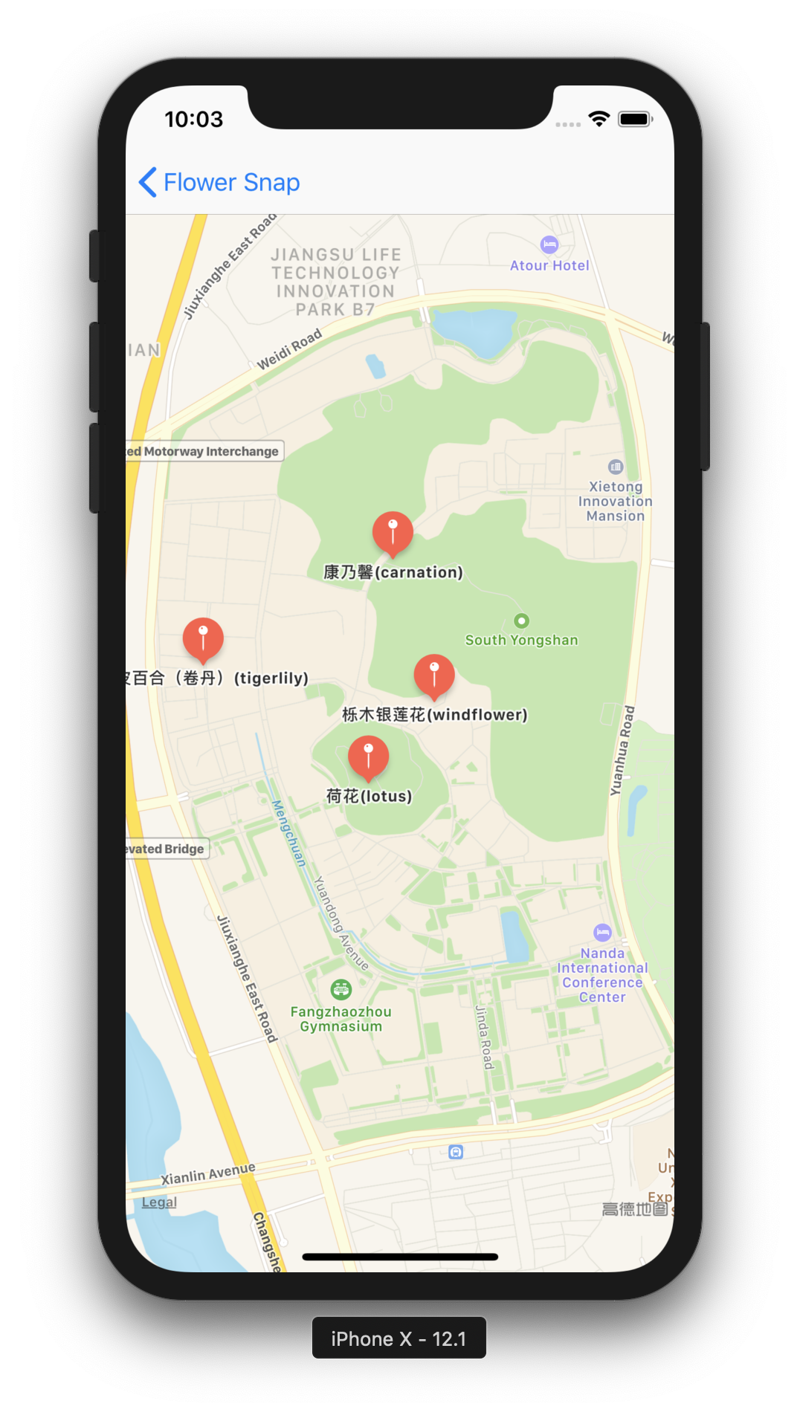 10:03
Flower Snap
Jiuxianghe East Road
JIANGSU LIFE
TECHNOLOGY
INNOVATION
PARK B7
Atour Hotel
IAN
Weidi Road
ed Motorway Interchange
Xietong
Innovation
Mansion
康乃馨(carnation)
South Yongshan
百合（卷丹）(tigerlily)
栎木银莲花(windflower)
Yuanhua Road
荷花(lotus)
Mengchuan
evated Bridge
Yuandong Avenue
Jiuxianghe East Road
Nanda
International
Conference
Center
Fangzhaozhou
Gymnasium
Jinda Road
Xianlin Avenue
Legal
Changshe
Un
Exp
高德地图
iPhone X - 12.1